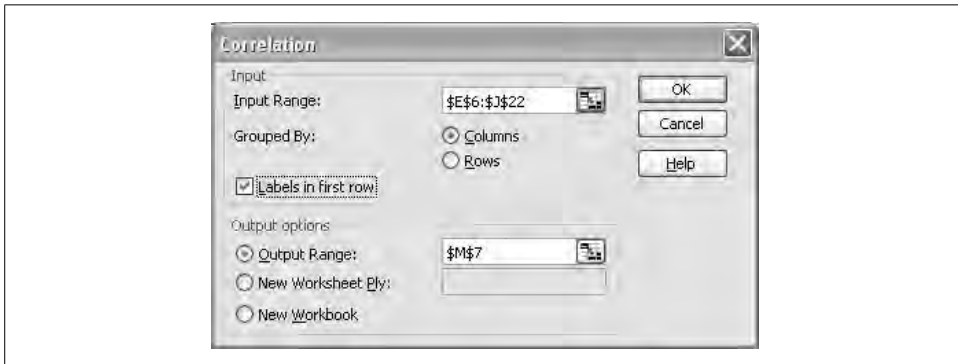 Correlation
Input
Input Range:
$E$6:$J$22
Grouped By:
Columns
Rows
Labels in first row
Output options
Output Range:
$M$7
New Worksheet Ply:
New Workbook
OK
Cancel
Help